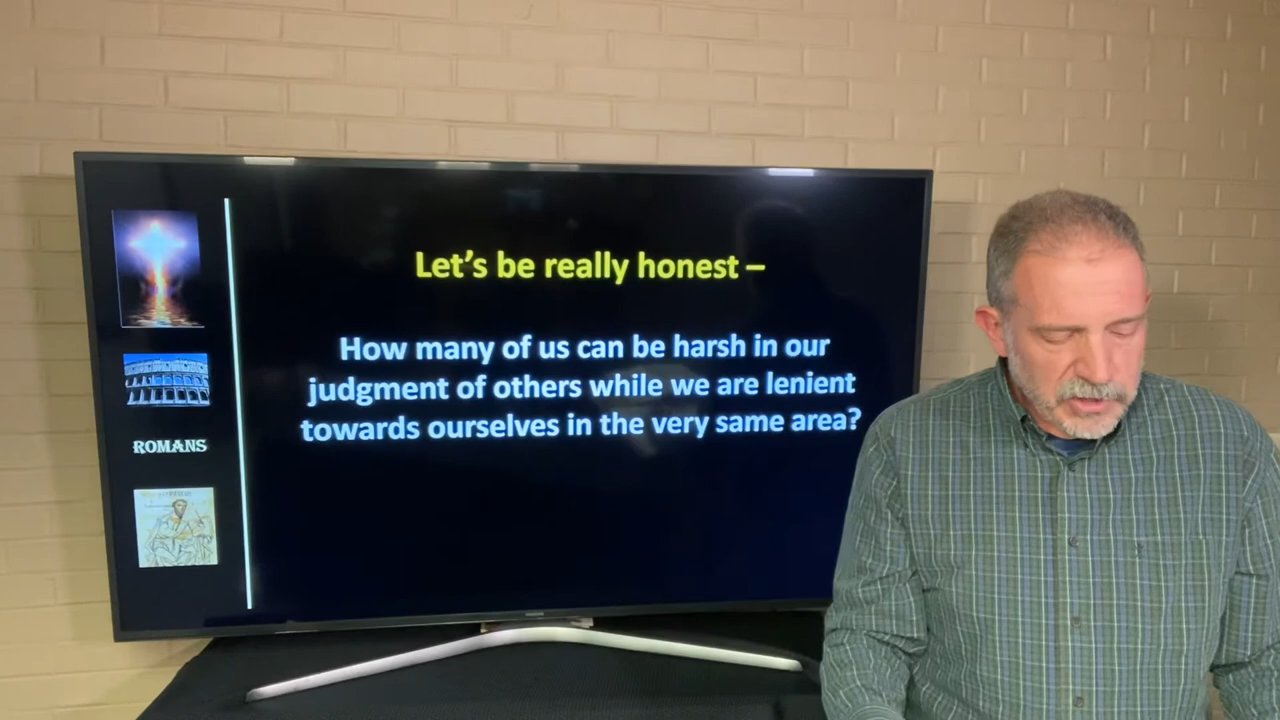 Let's be really honest –
How many of us can be harsh in our
judgment of others while we are lenient
towards ourselves in the very same area?
ROMANS